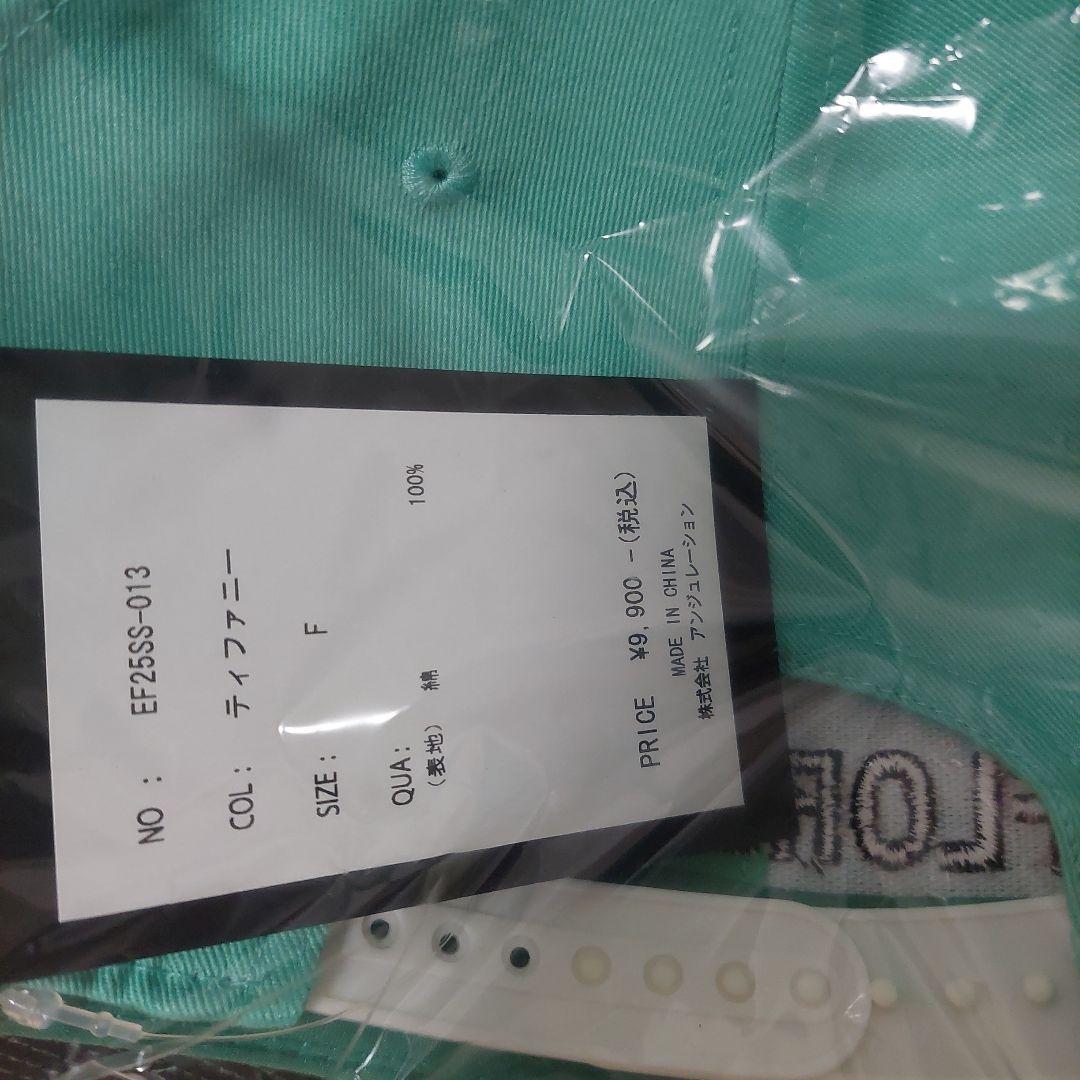 NO : EF25SS-013
COL: ティファニー
SIZE: F
QUA:
(表地) 綿 100%
PRICE ¥9,900 -(税込)
MADE IN CHINA
株式会社 アンジュレーション